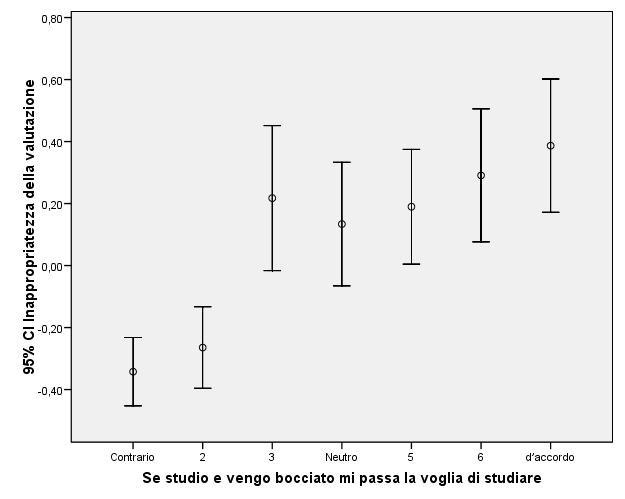 95% CI Inappropriatezza della valutazione
0,80
0,60
0,40
0,20
0,00
-0,20
-0,40
Contrario 2 3 Neutro 5 6 d'accordo
Se studio e vengo bocciato mi passa la voglia di studiare